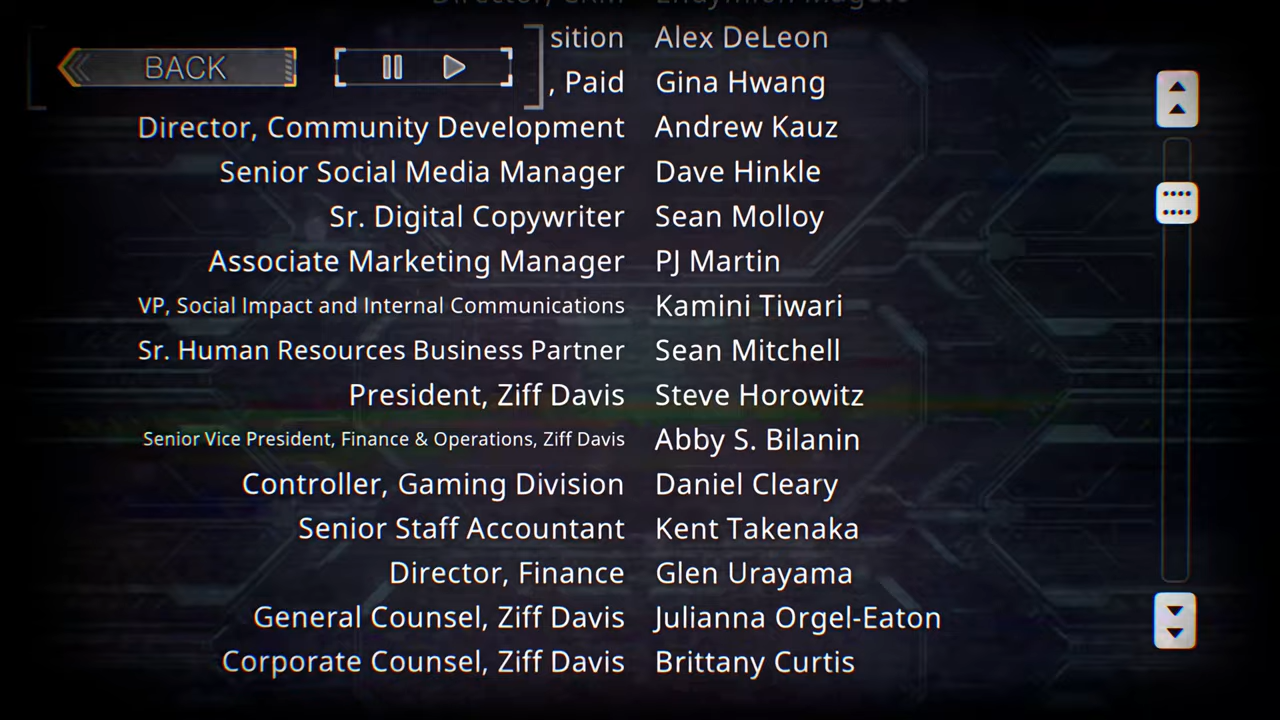 BACK
sition Alex DeLeon
, Paid Gina Hwang
Director, Community Development Andrew Kauz
Senior Social Media Manager Dave Hinkle
Sr. Digital Copywriter Sean Molloy
Associate Marketing Manager PJ Martin
VP, Social Impact and Internal Communications Kamini Tiwari
Sr. Human Resources Business Partner Sean Mitchell
President, Ziff Davis Steve Horowitz
Senior Vice President, Finance & Operations, Ziff Davis Abby S. Bilanin
Controller, Gaming Division Daniel Cleary
Senior Staff Accountant Kent Takenaka
Director, Finance Glen Urayama
General Counsel, Ziff Davis Julianna Orgel-Eaton
Corporate Counsel, Ziff Davis Brittany Curtis